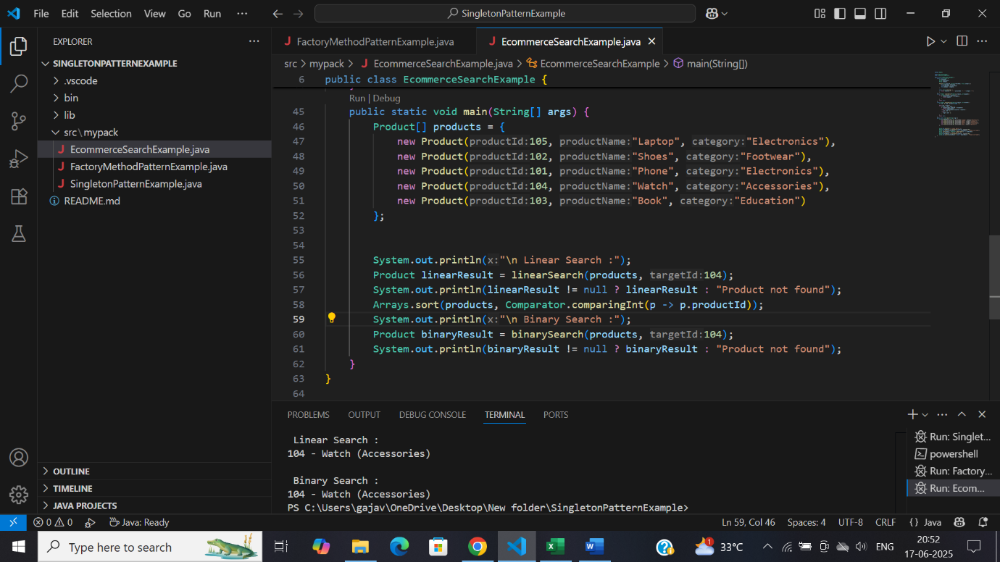 File Edit Selection View Go Run ··· SingletonPatternExample
EXPLORER ···
SINGLETONPATTERNEXAMPLE
.vscode
bin
lib
src\mypack
EcommerceSearchExample.java
FactoryMethodPatternExample.java
SingletonPatternExample.java
README.md
OUTLINE
TIMELINE
JAVA PROJECTS
FactoryMethodPatternExample.java EcommerceSearchExample.java
src > mypack > EcommerceSearchExample.java > EcommerceSearchExample > main(String[])
6 public class EcommerceSearchExample {
Run | Debug
45 public static void main(String[] args) {
46 Product[] products = {
47 new Product(productId:105, productName:"Laptop", category:"Electronics"),
48 new Product(productId:102, productName:"Shoes", category:"Footwear"),
49 new Product(productId:101, productName:"Phone", category:"Electronics"),
50 new Product(productId:104, productName:"Watch", category:"Accessories"),
51 new Product(productId:103, productName:"Book", category:"Education")
52 };
53
54
55 System.out.println(x:"\n Linear Search :");
56 Product linearResult = linearSearch(products, targetId:104);
57 System.out.println(linearResult != null ? linearResult : "Product not found");
58 Arrays.sort(products, Comparator.comparingInt(p -> p.productId));
59 System.out.println(x:"\n Binary Search :");
60 Product binaryResult = binarySearch(products, targetId:104);
61 System.out.println(binaryResult != null ? binaryResult : "Product not found");
62 }
63 }
64
PROBLEMS OUTPUT DEBUG CONSOLE TERMINAL PORTS
Linear Search :
104 - Watch (Accessories)
Binary Search :
104 - Watch (Accessories)
PS C:\Users\gajav\OneDrive\Desktop\New folder\SingletonPatternExample>
Run: Singlet...
powershell
Run: Factory...
Run: Ecom...
0 0 Java: Ready Ln 59, Col 46 Spaces: 4 UTF-8 CRLF {} Java
Type here to search 1 33°C ENG 20:52
17-06-2025